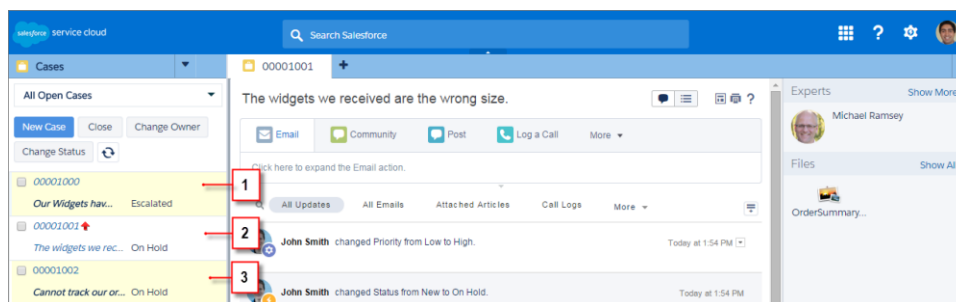 salesforce service cloud
Search Salesforce
Cases
00001001 +
All Open Cases
New Case Close Change Owner
Change Status
00001000
Our Widgets hav... Escalated
00001001
The widgets we rec... On Hold
00001002
Cannot track our or... On Hold
1
2
3
The widgets we received are the wrong size.
Email Community Post Log a Call More
Click here to expand the Email action.
All Updates All Emails Attached Articles Call Logs More
John Smith changed Priority from Low to High. Today at 1:54 PM
John Smith changed Status from New to On Hold. Today at 1:54 PM
?
?
Experts Show More
Michael Ramsey
Files Show Al
OrderSummary...